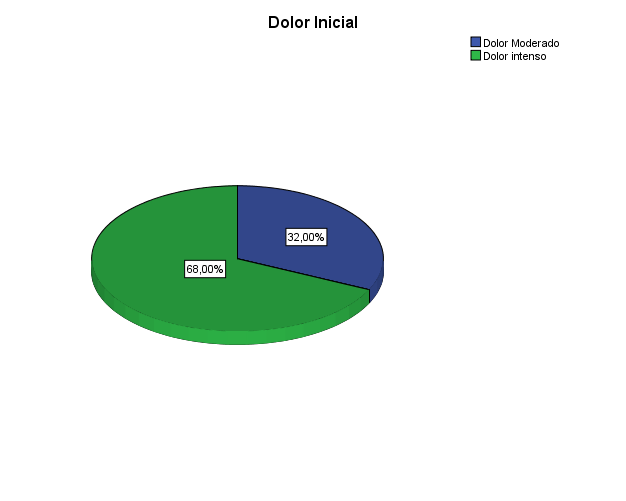 Dolor Inicial
Dolor Moderado
Dolor intenso
32,00%
68,00%